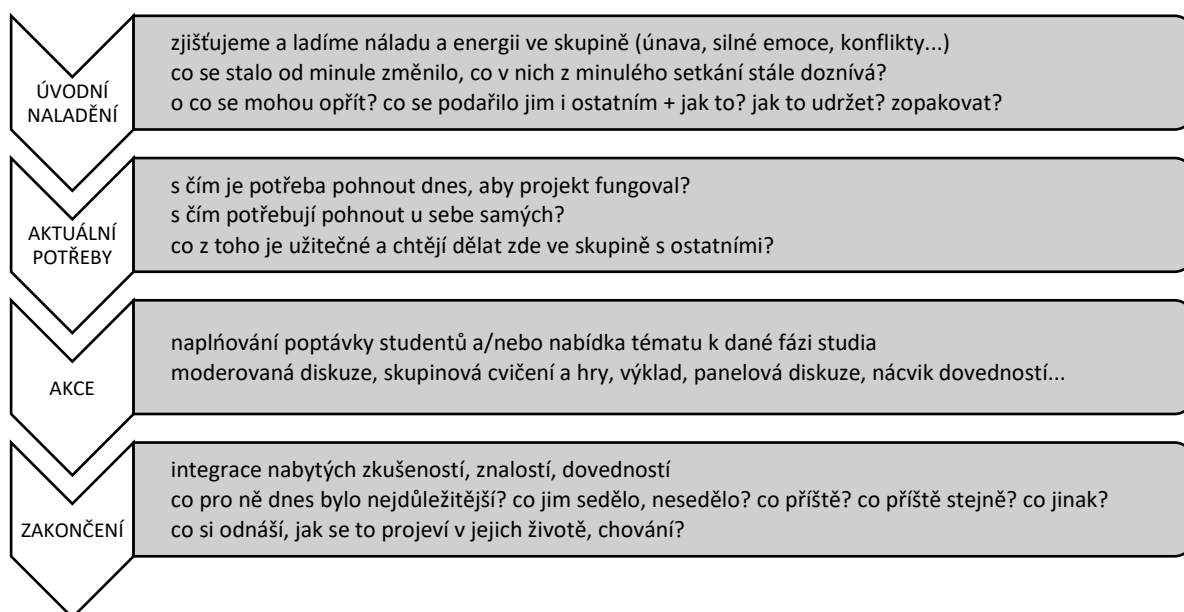 ÚVODNÍ
NALADĚNÍ
zjišťujeme a ladíme náladu a energii ve skupině (únava, silné emoce, konflikty...)
co se stalo od minule změnilo, co v nich z minulého setkání stále doznívá?
o co se mohou opřít? co se podařilo jim i ostatním + jak to? jak to udržet? zopakovat?
AKTUÁLNÍ
POTŘEBY
s čím je potřeba pohnout dnes, aby projekt fungoval?
s čím potřebují pohnout u sebe samých?
co z toho je užitečné a chtějí dělat zde ve skupině s ostatními?
AKCE
naplńování poptávky studentů a/nebo nabídka tématu k dané fázi studia
moderovaná diskuze, skupinová cvičení a hry, výklad, panelová diskuze, nácvik dovedností...
ZAKONČENÍ
integrace nabytých zkušeností, znalostí, dovedností
co pro ně dnes bylo nejdůležitější? co jim sedělo, nesedělo? co příště? co příště stejně? co jinak?
co si odnáší, jak se to projeví v jejich životě, chování?